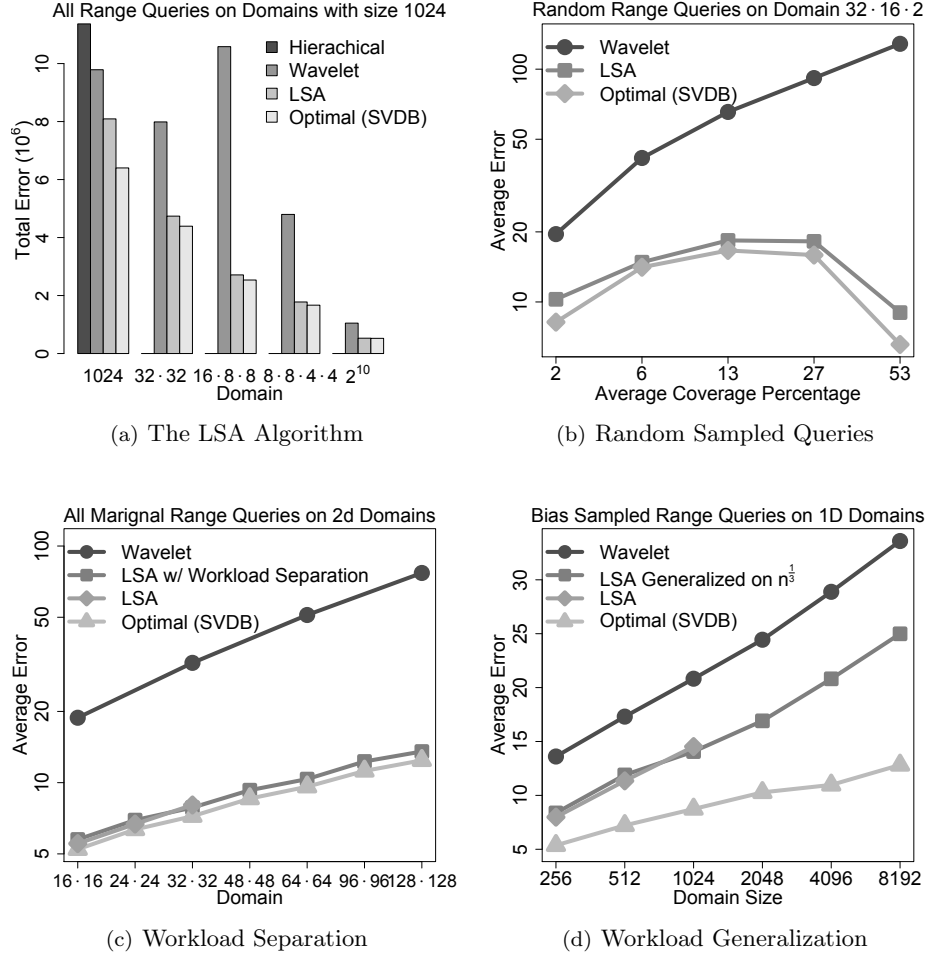 All Range Queries on Domains with size 1024
Hierachical
Wavelet
LSA
Optimal (SVDB)
Total Error (10⁶)
10
8
6
4
2
0
1024 32 · 32 16 · 8 · 8 8 · 8 · 4 · 4 2¹⁰
Domain
(a) The LSA Algorithm
Random Range Queries on Domain 32 · 16 · 2
Wavelet
LSA
Optimal (SVDB)
Average Error
100
50
20
10
2 6 13 27 53
Average Coverage Percentage
(b) Random Sampled Queries
All Marignal Range Queries on 2d Domains
Wavelet
LSA w/ Workload Separation
LSA
Optimal (SVDB)
Average Error
100
50
20
10
5
16 · 16 24 · 24 32 · 32 48 · 48 64 · 64 96 · 96 128 · 128
Domain
(c) Workload Separation
Bias Sampled Range Queries on 1D Domains
Wavelet
LSA Generalized on n^{1/3}
LSA
Optimal (SVDB)
Average Error
30
25
20
15
10
5
256 512 1024 2048 4096 8192
Domain Size
(d) Workload Generalization